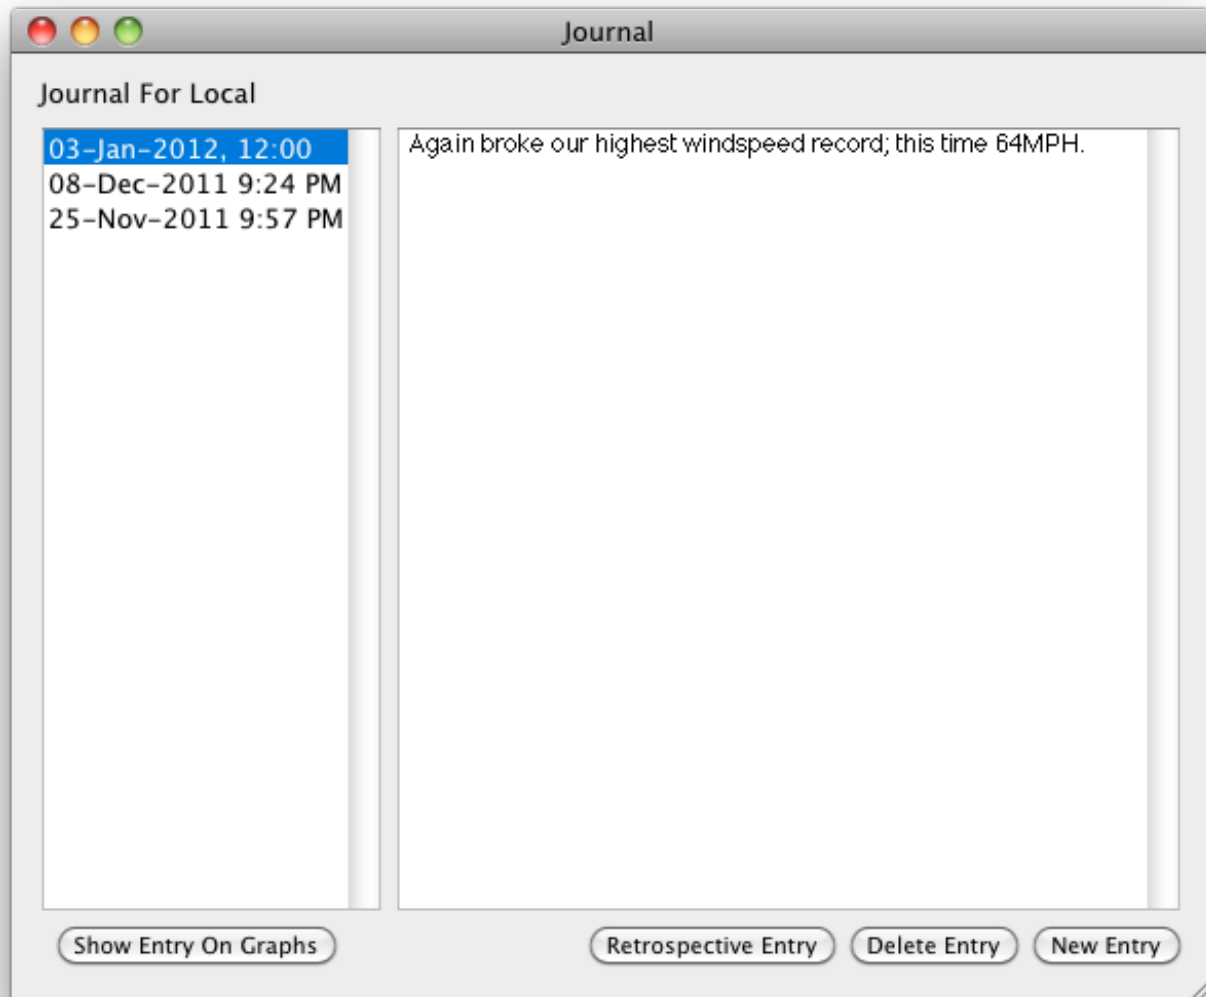 Journal
Journal For Local
03-Jan-2012, 12:00
08-Dec-2011 9:24 PM
25-Nov-2011 9:57 PM
Again broke our highest windspeed record; this time 64MPH.
Show Entry On Graphs
Retrospective Entry
Delete Entry
New Entry